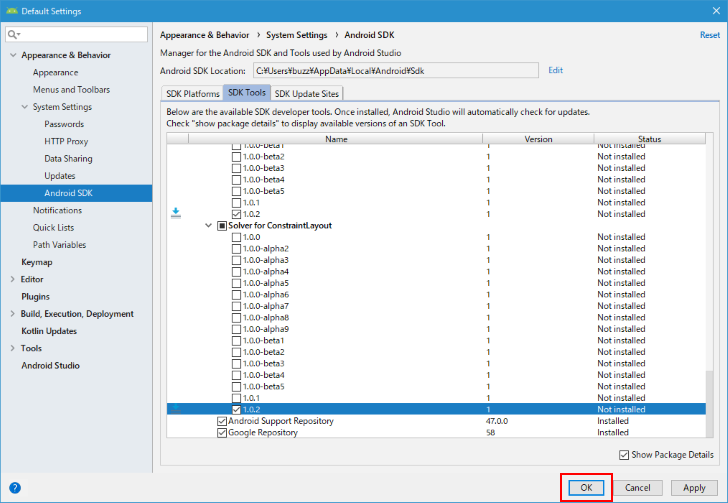 Default Settings
Appearance & Behavior
Appearance
Menus and Toolbars
System Settings
Passwords
HTTP Proxy
Data Sharing
Updates
Android SDK
Notifications
Quick Lists
Path Variables
Keymap
Editor
Plugins
Build, Execution, Deployment
Kotlin Updates
Tools
Android Studio
Appearance & Behavior › System Settings › Android SDK
Reset
Manager for the Android SDK and Tools used by Android Studio
Android SDK Location: C:¥Users¥buzz¥AppData¥Local¥Android¥Sdk Edit
SDK Platforms SDK Tools SDK Update Sites
Below are the available SDK developer tools. Once installed, Android Studio will automatically check for updates.
Check "show package details" to display available versions of an SDK Tool.
Name Version Status
1.0.0-beta1 1 Not installed
1.0.0-beta2 1 Not installed
1.0.0-beta3 1 Not installed
1.0.0-beta4 1 Not installed
1.0.0-beta5 1 Not installed
1.0.1 1 Not installed
1.0.2 1 Not installed
Solver for ConstraintLayout
1.0.0 1 Not installed
1.0.0-alpha2 1 Not installed
1.0.0-alpha3 1 Not installed
1.0.0-alpha4 1 Not installed
1.0.0-alpha5 1 Not installed
1.0.0-alpha6 1 Not installed
1.0.0-alpha7 1 Not installed
1.0.0-alpha8 1 Not installed
1.0.0-alpha9 1 Not installed
1.0.0-beta1 1 Not installed
1.0.0-beta2 1 Not installed
1.0.0-beta3 1 Not installed
1.0.0-beta4 1 Not installed
1.0.0-beta5 1 Not installed
1.0.1 1 Not installed
1.0.2 1 Not installed
Android Support Repository 47.0.0 Installed
Google Repository 58 Installed
Show Package Details
?
OK Cancel Apply